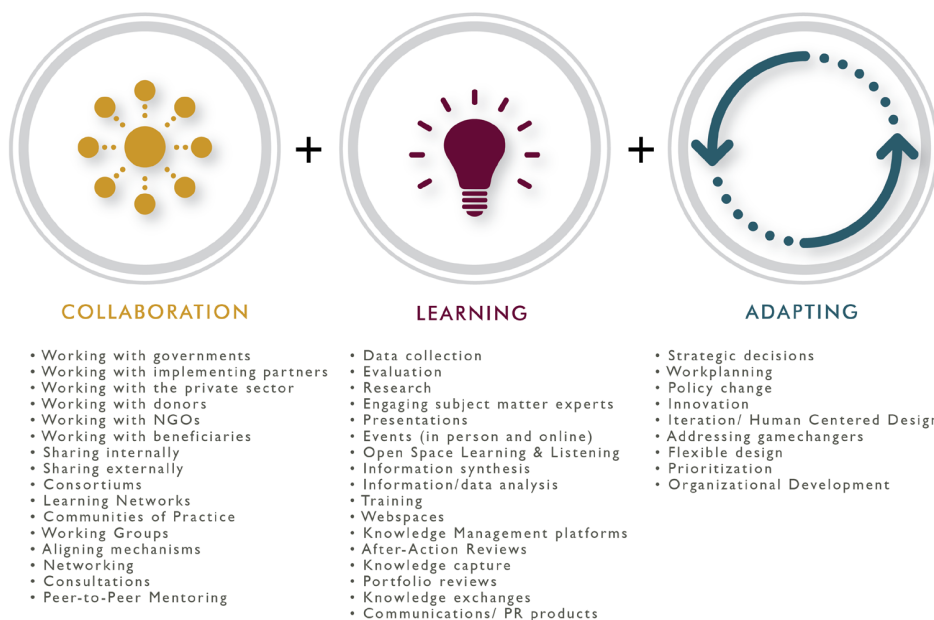 +
+
COLLABORATION
• Working with governments
• Working with implementing partners
• Working with the private sector
• Working with donors
• Working with NGOs
• Working with beneficiaries
• Sharing internally
• Sharing externally
• Consortiums
• Learning Networks
• Communities of Practice
• Working Groups
• Aligning mechanisms
• Networking
• Consultations
• Peer-to-Peer Mentoring
LEARNING
• Data collection
• Evaluation
• Research
• Engaging subject matter experts
• Presentations
• Events (in person and online)
• Open Space Learning & Listening
• Information synthesis
• Information/data analysis
• Training
• Webspaces
• Knowledge Management platforms
• After-Action Reviews
• Knowledge capture
• Portfolio reviews
• Knowledge exchanges
• Communications/ PR products
ADAPTING
• Strategic decisions
• Workplanning
• Policy change
• Innovation
• Iteration/ Human Centered Design
• Addressing gamechangers
• Flexible design
• Prioritization
• Organizational Development